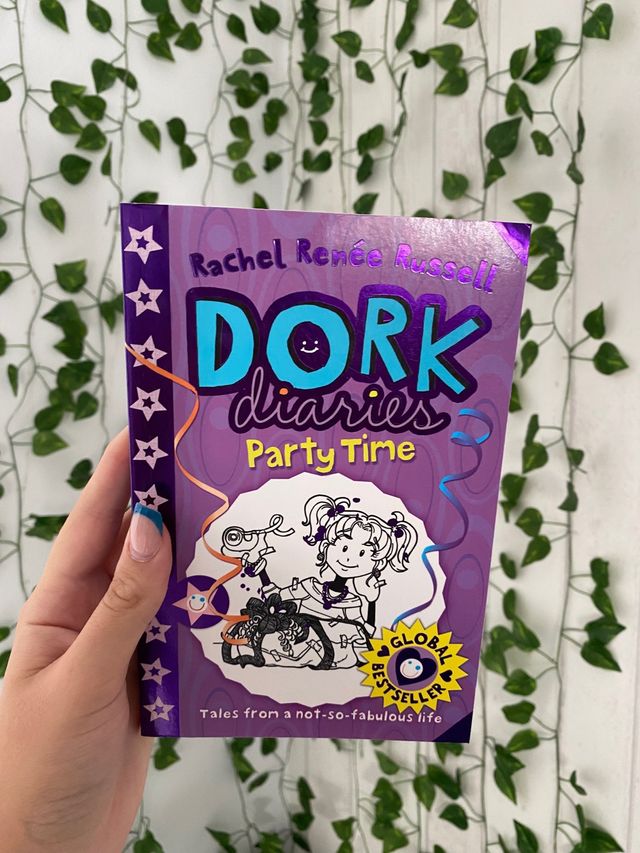 Rachel Renée Russell
DORK
diaries
Party Time
GLOBAL
BESTSELLER
Tales from a not-so-fabulous life